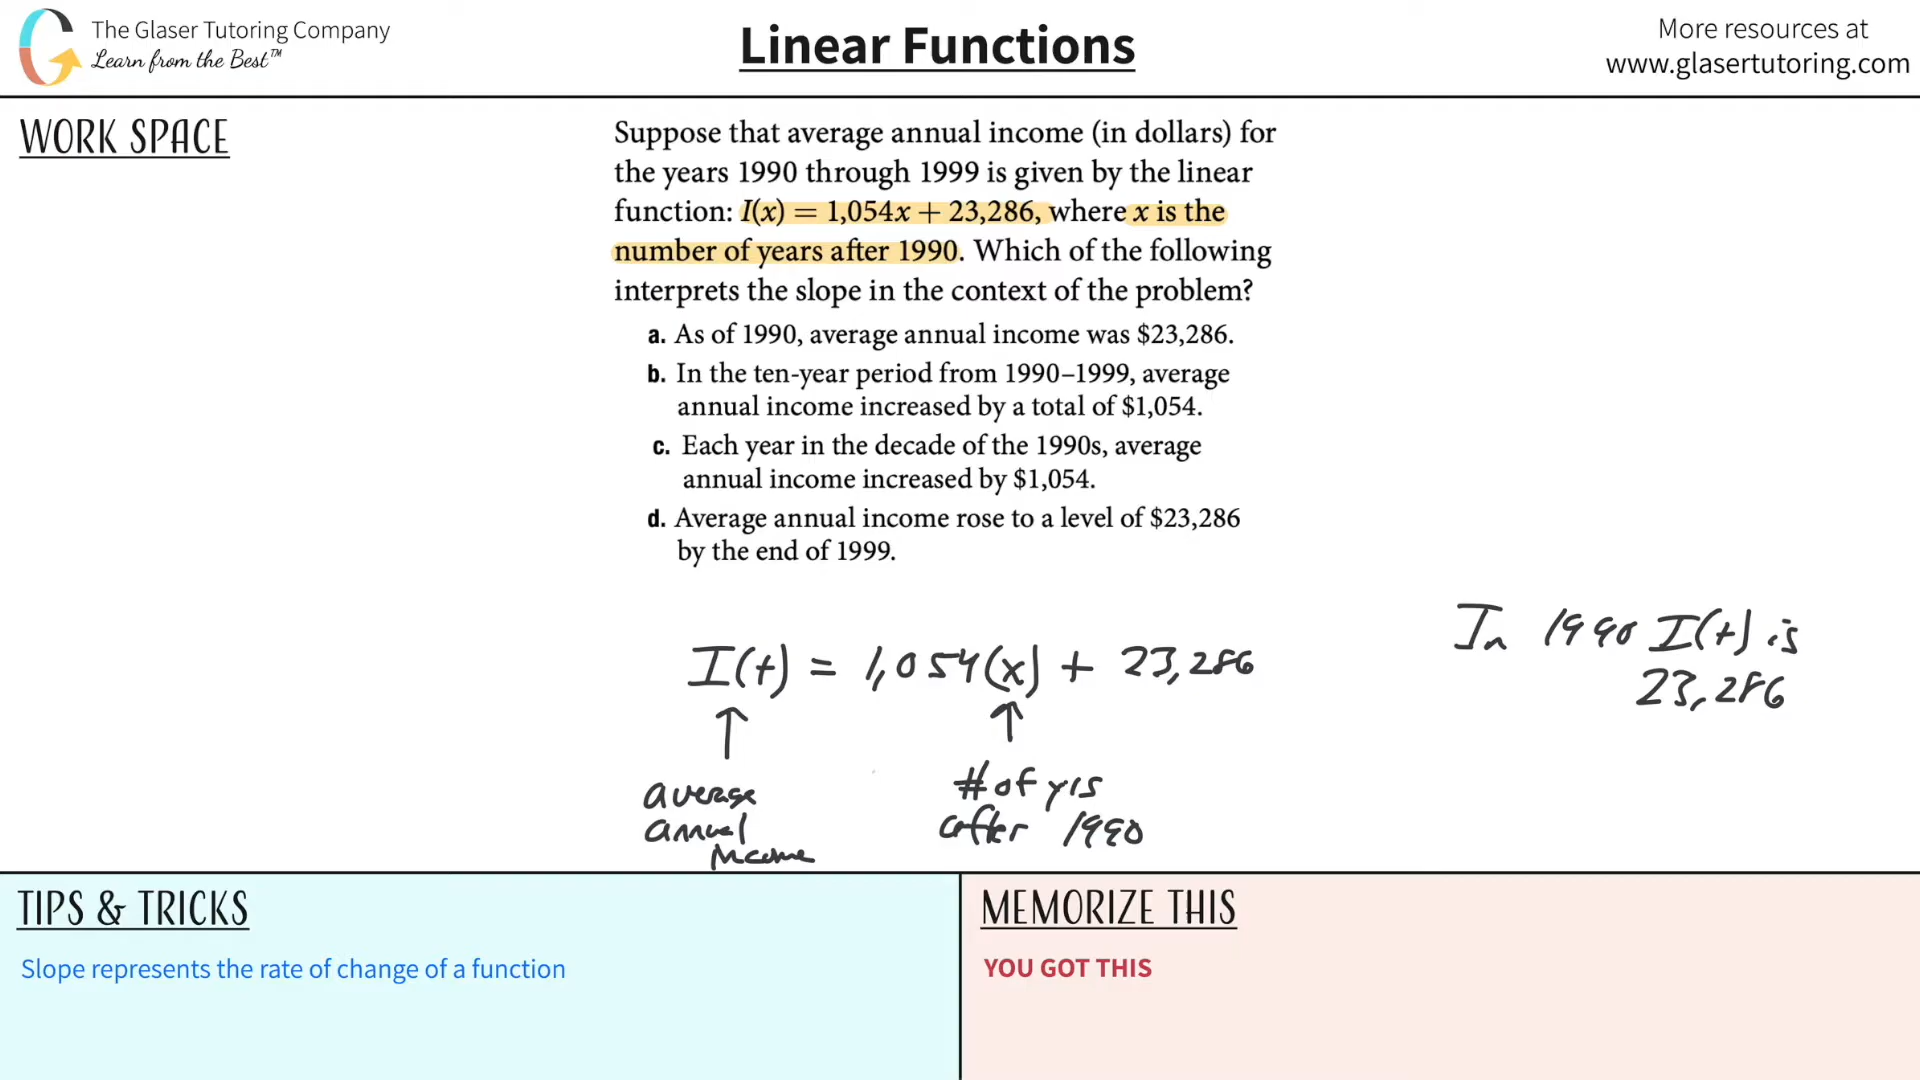 The Glaser Tutoring Company
Learn from the Best™
Linear Functions
More resources at
www.glasertutoring.com
WORK SPACE
Suppose that average annual income (in dollars) for
the years 1990 through 1999 is given by the linear
function: I(x) = 1,054x + 23,286, where x is the
number of years after 1990. Which of the following
interprets the slope in the context of the problem?
a. As of 1990, average annual income was $23,286.
b. In the ten-year period from 1990–1999, average
annual income increased by a total of $1,054.
c. Each year in the decade of the 1990s, average
annual income increased by $1,054.
d. Average annual income rose to a level of $23,286
by the end of 1999.
I(t) = 1,054(x) + 23,286
↑ ↑
average
annual
income
# of yrs
after 1990
In 1990 I(t) is
23,286
TIPS & TRICKS
Slope represents the rate of change of a function
MEMORIZE THIS
YOU GOT THIS